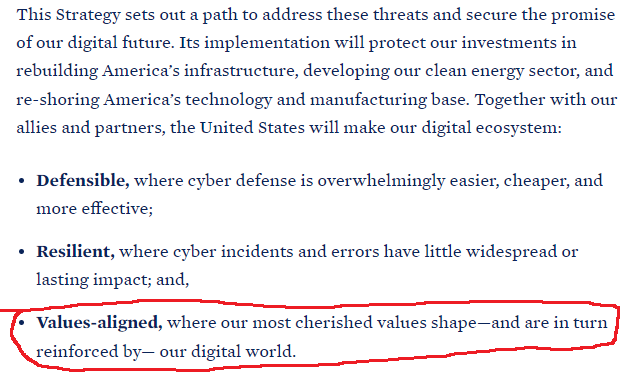 This Strategy sets out a path to address these threats and secure the promise
of our digital future. Its implementation will protect our investments in
rebuilding America’s infrastructure, developing our clean energy sector, and
re-shoring America’s technology and manufacturing base. Together with our
allies and partners, the United States will make our digital ecosystem:
• Defensible, where cyber defense is overwhelmingly easier, cheaper, and
more effective;
• Resilient, where cyber incidents and errors have little widespread or
lasting impact; and,
• Values-aligned, where our most cherished values shape—and are in turn
reinforced by— our digital world.